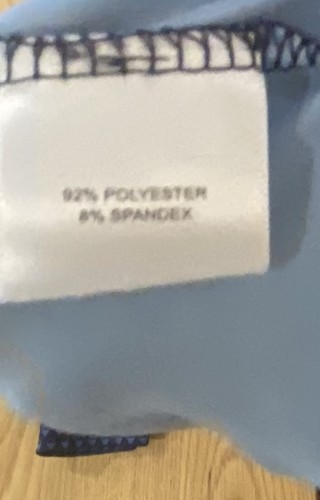 92% POLYESTER
8% SPANDEX